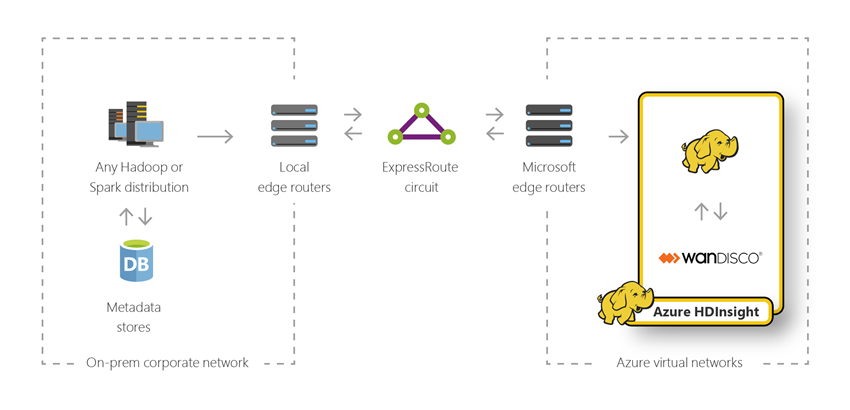 Any Hadoop or
Spark distribution
Local
edge routers
ExpressRoute
circuit
Microsoft
edge routers
DB
Metadata
stores
WANDISCO®
Azure HDInsight
On-prem corporate network
Azure virtual networks